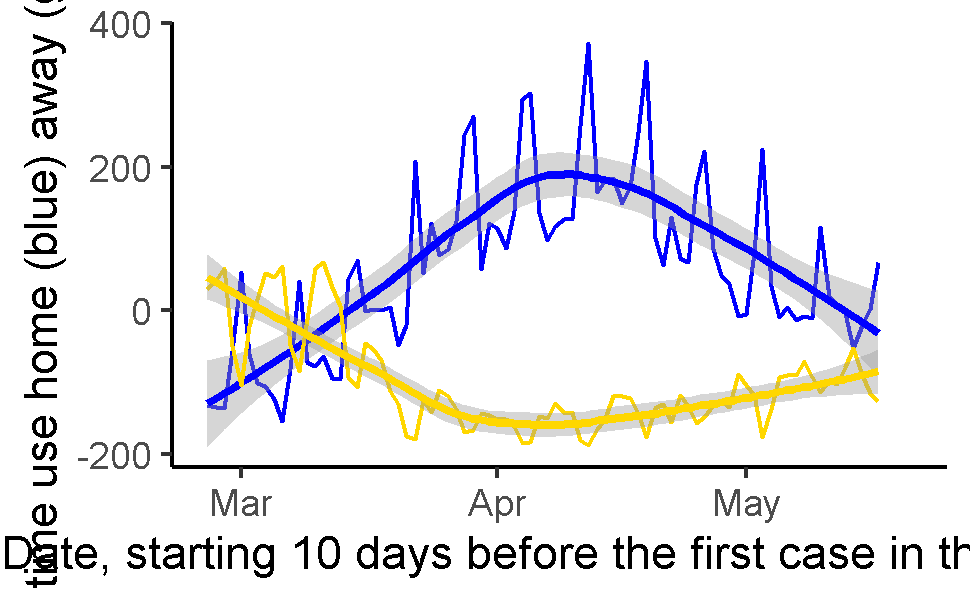 time use home (blue) away (
400
200
0
-200
Mar Apr May
Date, starting 10 days before the first case in th